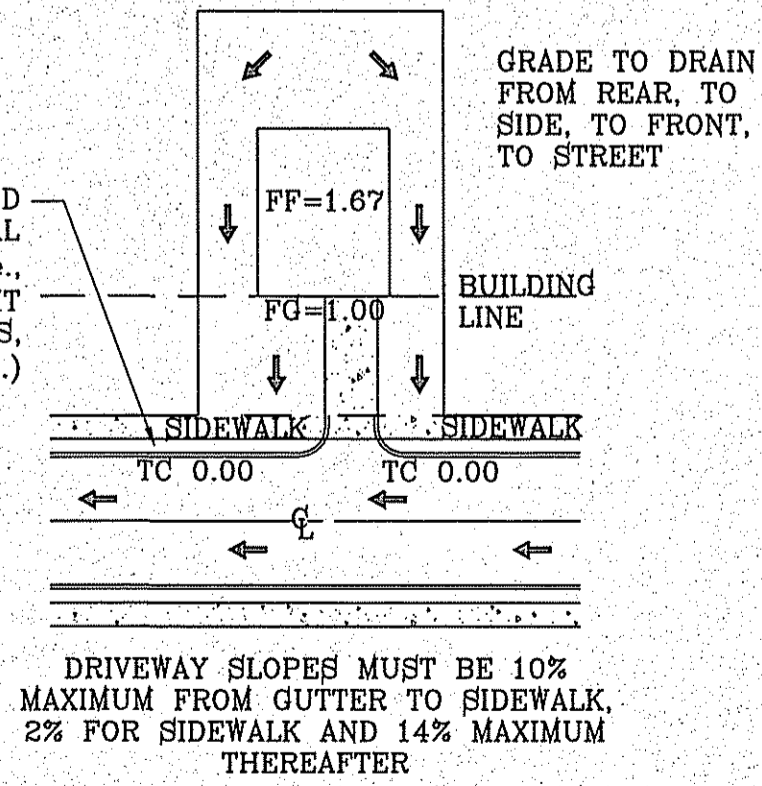 GRADE TO DRAIN
FROM REAR, TO
SIDE, TO FRONT,
TO STREET
D
AL
e.,
T
S,
.)
FF=1.67
BUILDING
LINE
FG=1.00
SIDEWALK
SIDEWALK
TC 0.00
TC 0.00
CL
DRIVEWAY SLOPES MUST BE 10%
MAXIMUM FROM GUTTER TO SIDEWALK,
2% FOR SIDEWALK AND 14% MAXIMUM
THEREAFTER